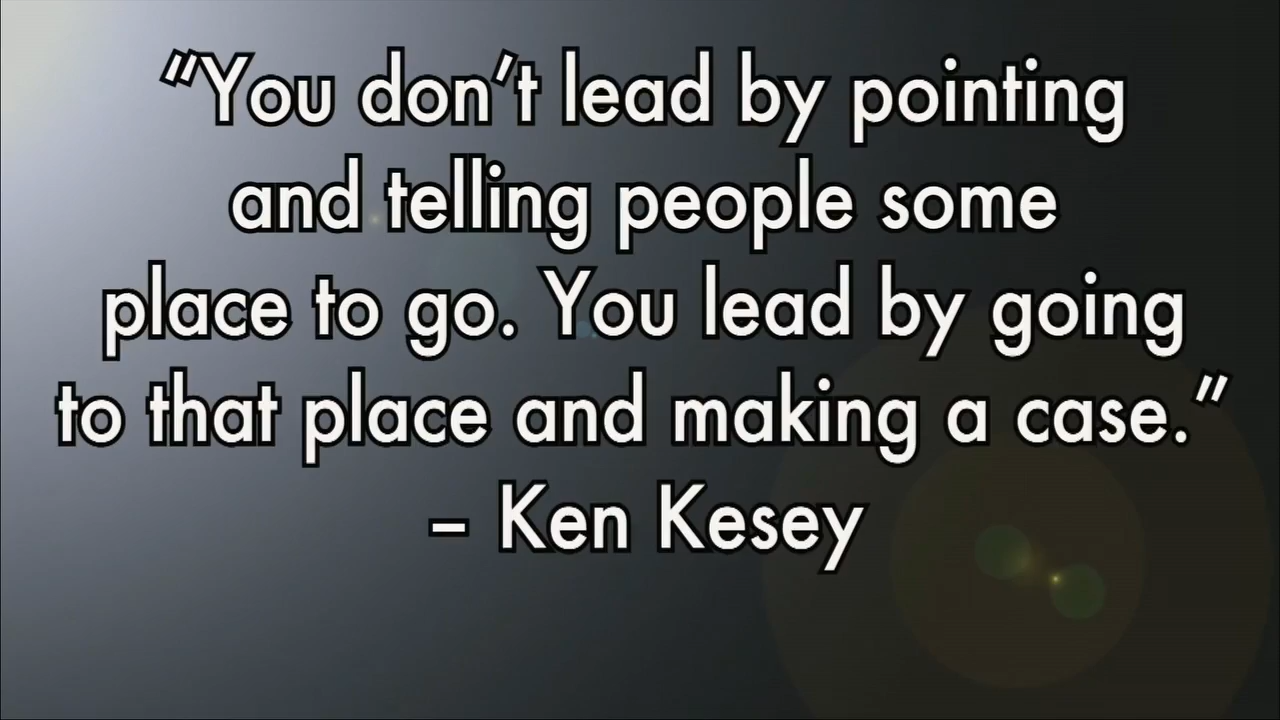 “You don’t lead by pointing
and telling people some
place to go. You lead by going
to that place and making a case.”
– Ken Kesey